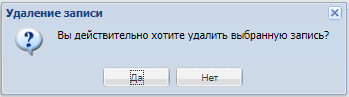 Удаление записи
Вы действительно хотите удалить выбранную запись?
Да
Нет